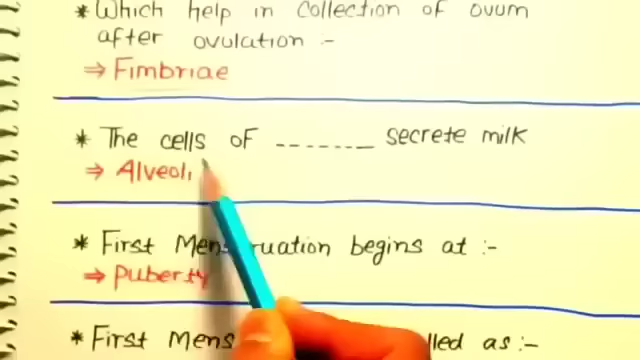 * Which help in collection of ovum
after ovulation :-
⇒ Fimbriae
* The cells of ------- secrete milk
⇒ Alveoli
* First Menstruation begins at :-
⇒ Puberty
* First Mens lled as :-